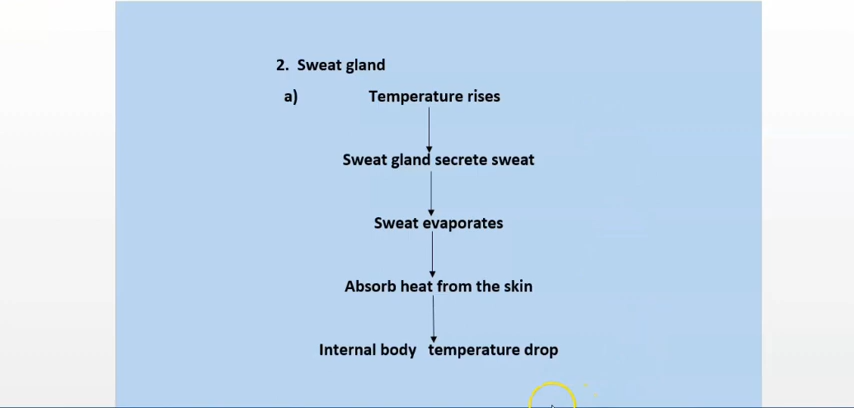 2. Sweat gland
a) Temperature rises
Sweat gland secrete sweat
Sweat evaporates
Absorb heat from the skin
Internal body temperature drop